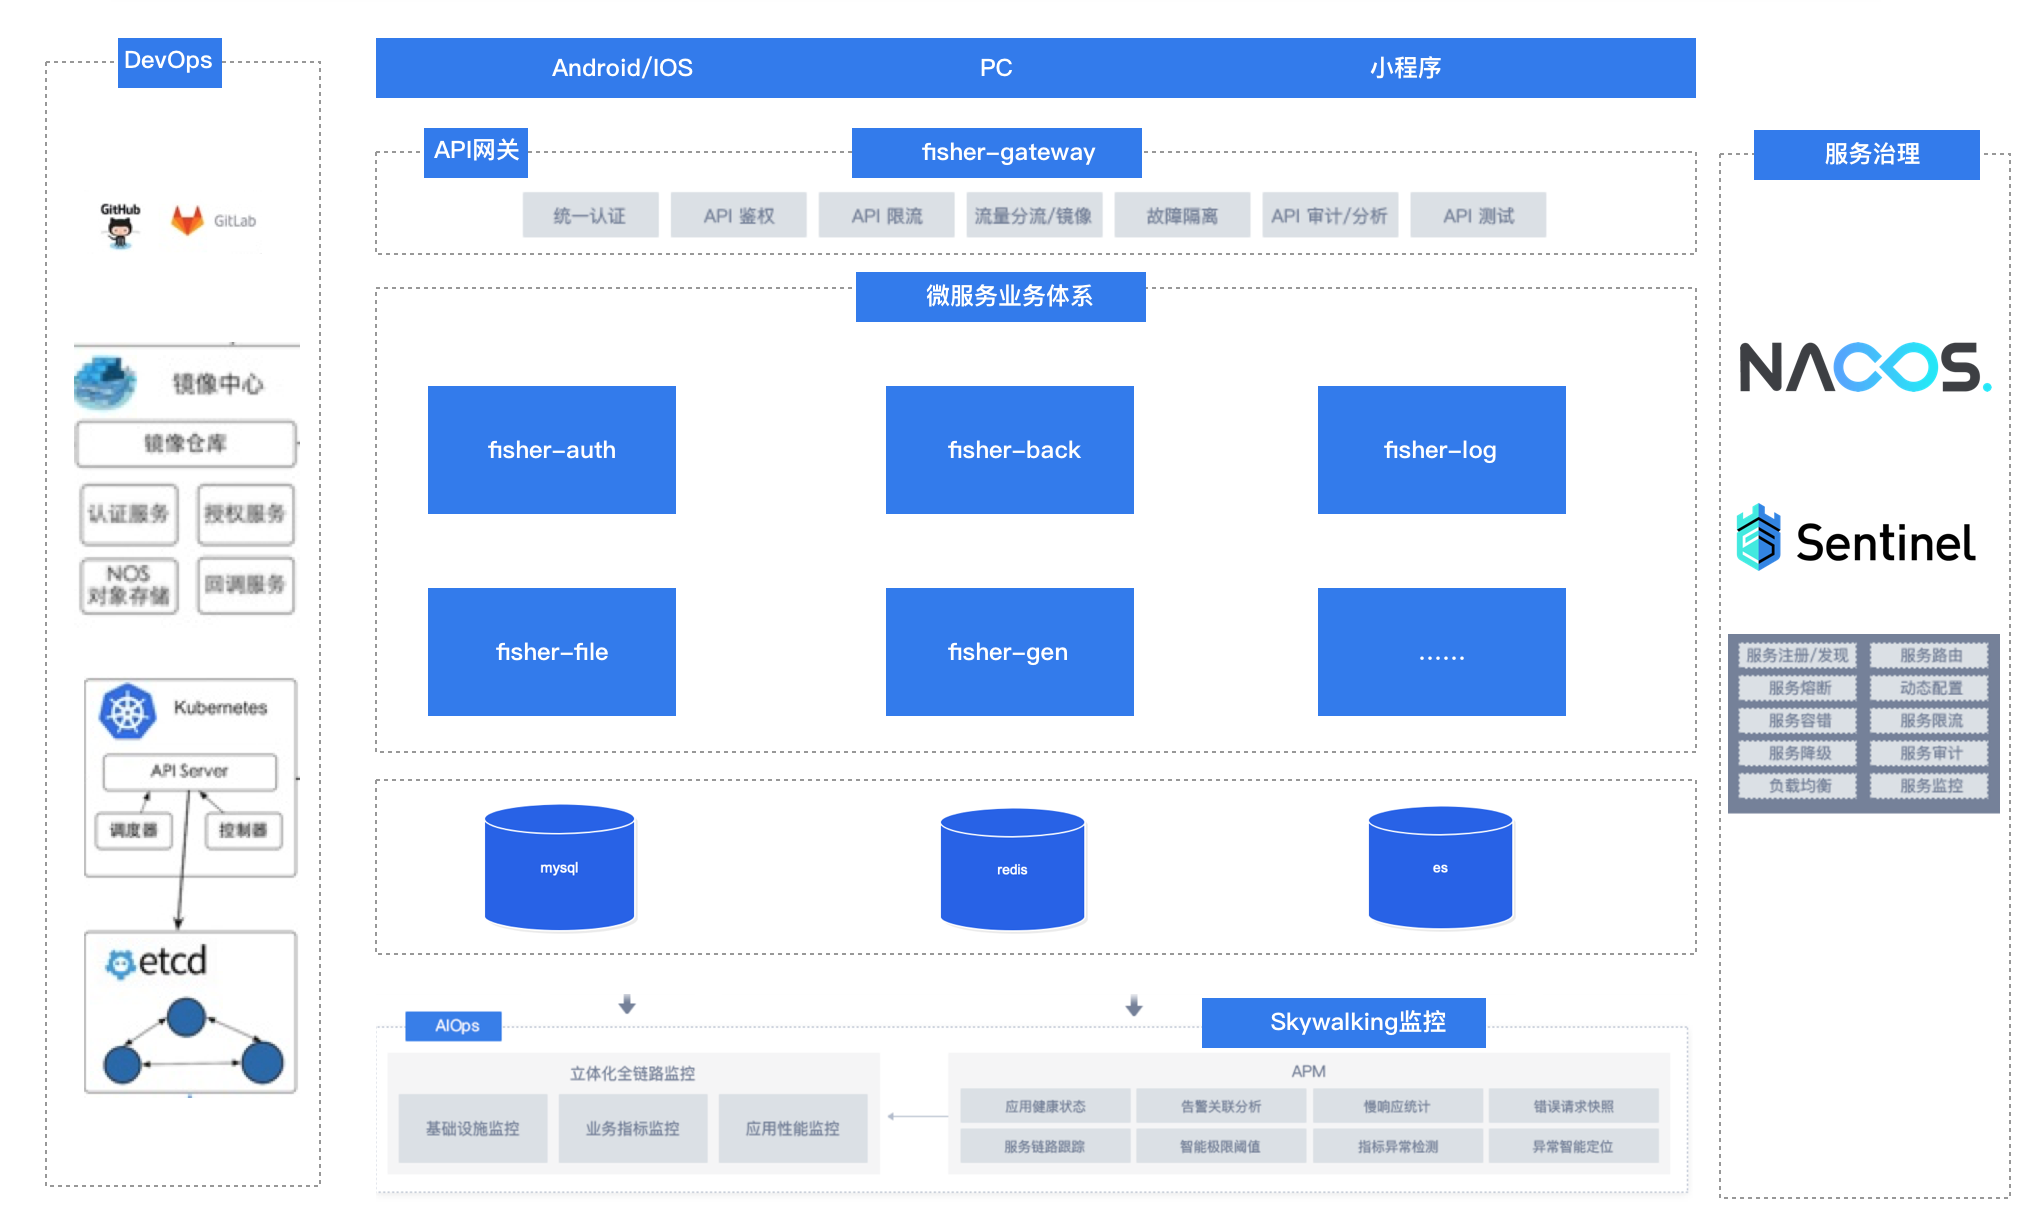 DevOps
GitHub
GitLab
镜像中心
镜像仓库
认证服务
授权服务
NOS
对象存储
回调服务
Kubernetes
API Server
调度器
控制器
etcd
Android/IOS
PC
小程序
API网关
fisher-gateway
统一认证
API 鉴权
API 限流
流量分流/镜像
故障隔离
API 审计/分析
API 测试
微服务业务体系
fisher-auth
fisher-back
fisher-log
fisher-file
fisher-gen
......
mysql
redis
es
AIOps
立体化全链路监控
基础设施监控
业务指标监控
应用性能监控
Skywalking监控
APM
应用健康状态
告警关联分析
慢响应统计
错误请求快照
服务链路跟踪
智能极限阈值
指标异常检测
异常智能定位
服务治理
NACOS.
Sentinel
服务注册/发现
服务路由
服务熔断
动态配置
服务容错
服务限流
服务降级
服务审计
负载均衡
服务监控